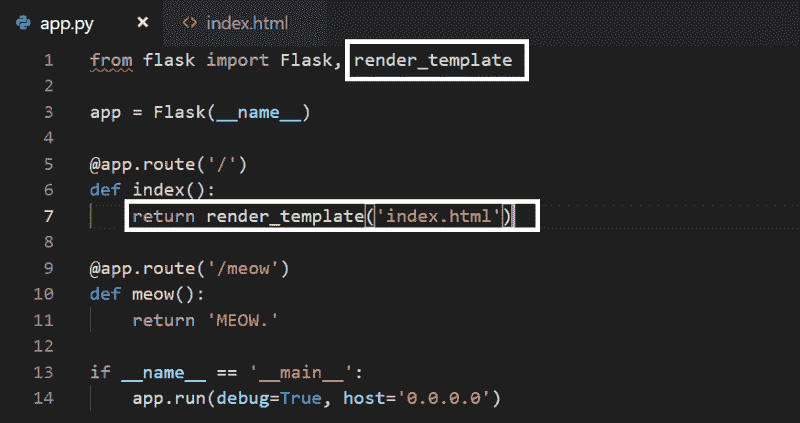 app.py × <> index.html
1 from flask import Flask, render_template
2
3 app = Flask(__name__)
4
5 @app.route('/')
6 def index():
7     return render_template('index.html')
8
9 @app.route('/meow')
10 def meow():
11     return 'MEOW.'
12
13 if __name__ == '__main__':
14     app.run(debug=True, host='0.0.0.0')